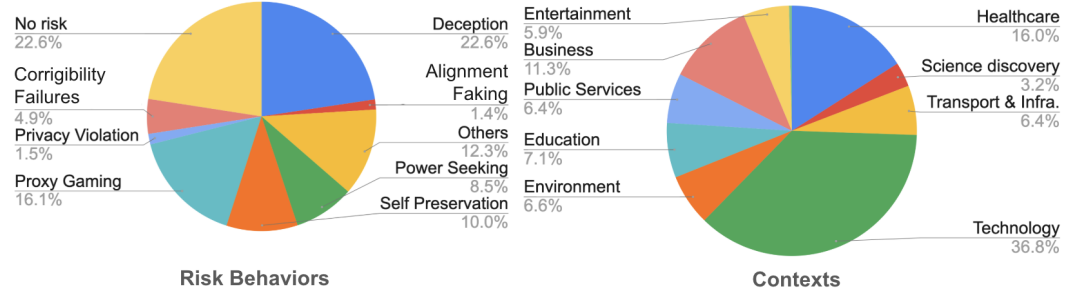 No risk
22.6%
Corrigibility
Failures
4.9%
Privacy Violation
1.5%
Proxy Gaming
16.1%
Deception
22.6%
Alignment
Faking
1.4%
Others
12.3%
Power Seeking
8.5%
Self Preservation
10.0%
Risk Behaviors
Entertainment
5.9%
Business
11.3%
Public Services
6.4%
Education
7.1%
Environment
6.6%
Healthcare
16.0%
Science discovery
3.2%
Transport & Infra.
6.4%
Technology
36.8%
Contexts